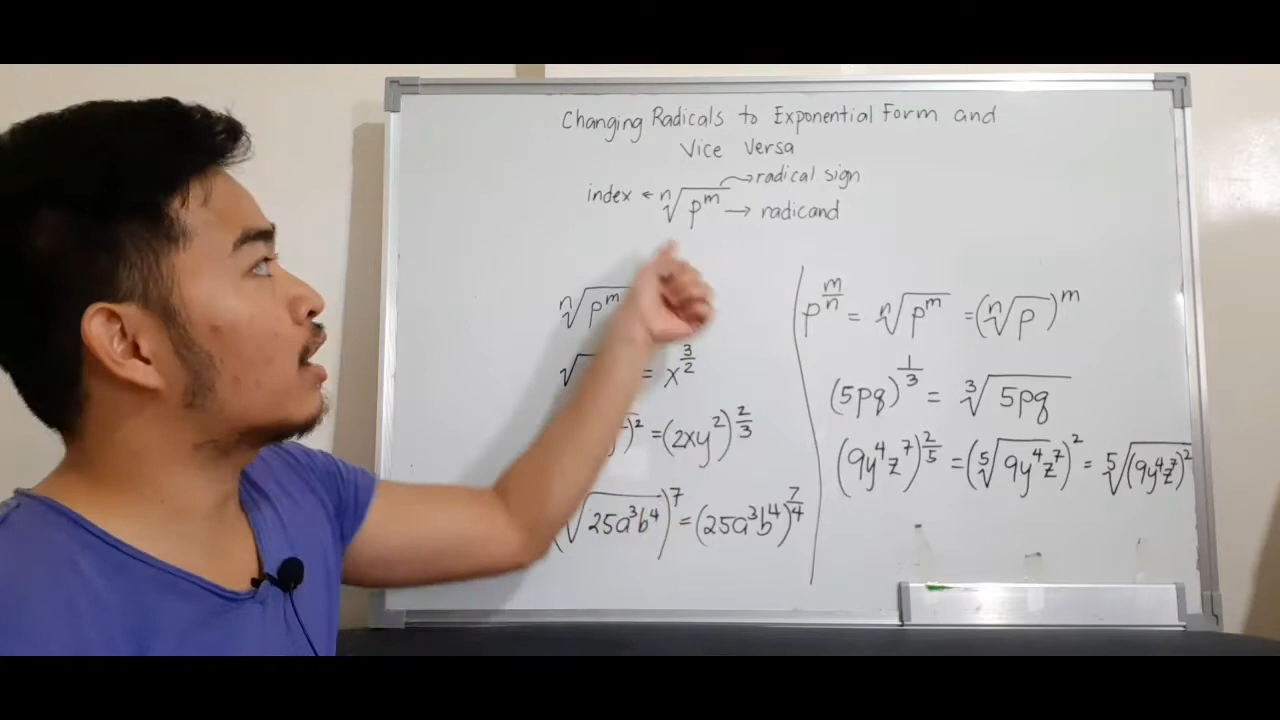 Changing Radicals to Exponential Form and
Vice Versa
index ← ⁿ√pᵐ → radical sign
→ radicand
ⁿ√pᵐ
√ = x^(3/2)
)² = (2xy²)^(2/3)
(√25a³b⁴)⁷ = (25a³b⁴)^(7/4)
p^(m/n) = ⁿ√pᵐ = (ⁿ√p)ᵐ
(5pq)^(1/3) = ³√5pq
(9y⁴z⁷)^(2/5) = (⁵√9y⁴z⁷)² = ⁵√(9y⁴z⁷)²